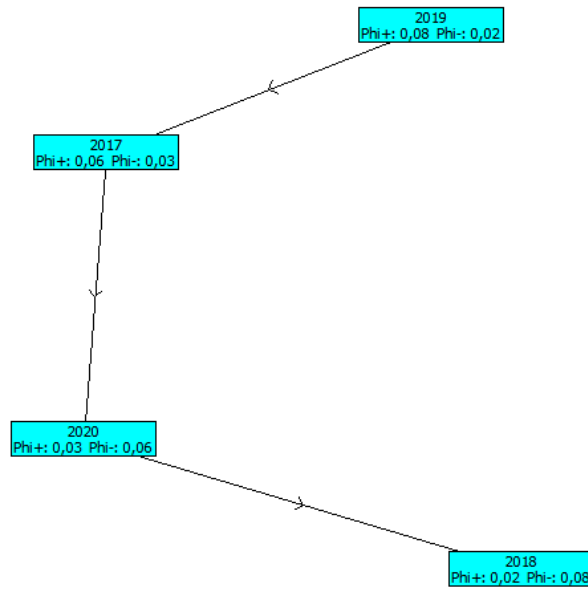 2019
Phi+: 0,08 Phi-: 0,02
2017
Phi+: 0,06 Phi-: 0,03
2020
Phi+: 0,03 Phi-: 0,06
2018
Phi+: 0,02 Phi-: 0,08